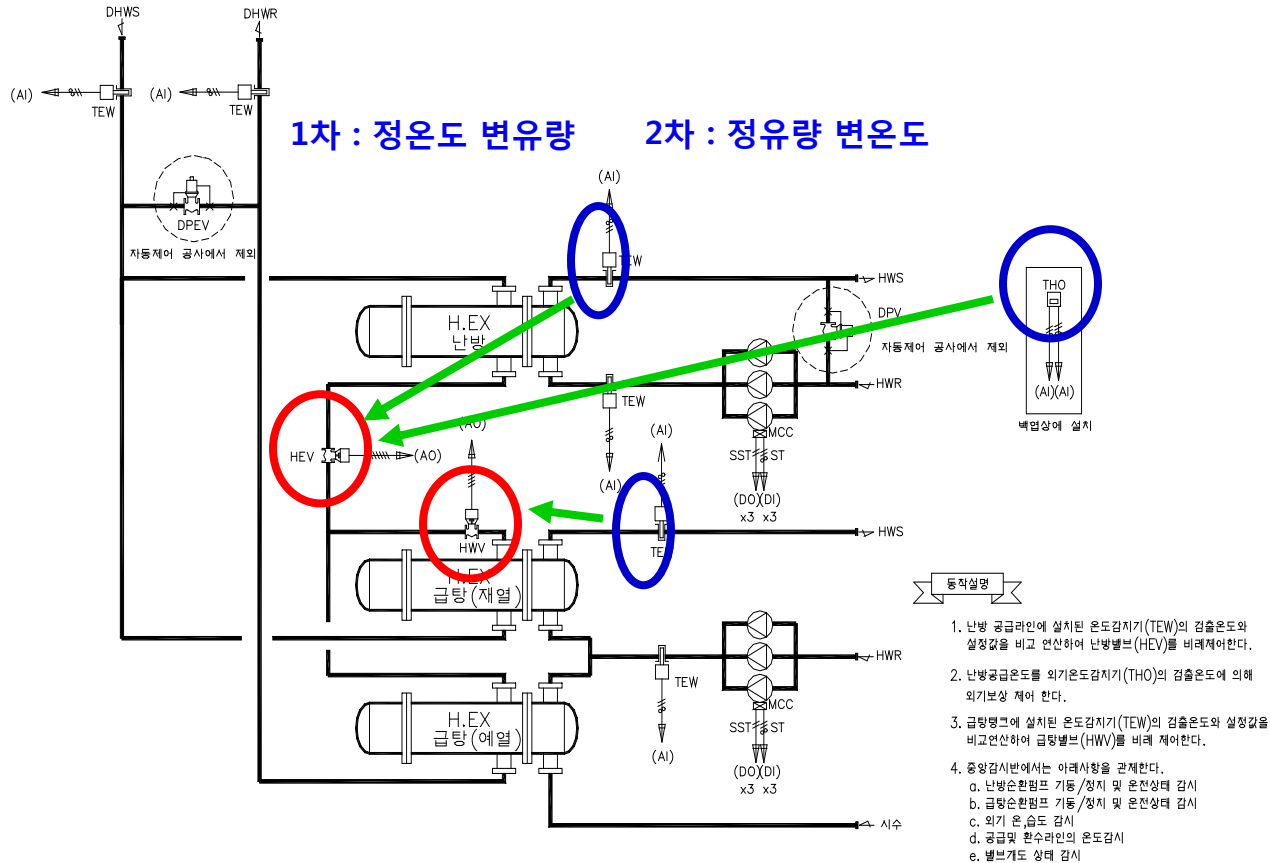 DHWS
DHWR
(AI)
TEW
(AI)
TEW
1차 : 정온도 변유량
2차 : 정유량 변온도
(AI)
DPEV
자동제어 공사에서 제외
TEW
HWS
THO
H.EX
난방
DPV
자동제어 공사에서 제외
HWR
(AI)(AI)
TEW
백엽상에 설치
(AO)
(AI)
MCC
HEV
(AO)
SST
ST
(AI)
(DO)(DI)
x3 x3
HWV
HWS
H.EX
급탕(재열)
동작설명
1. 난방 공급라인에 설치된 온도감지기(TEW)의 검출온도와
설정값을 비교 연산하여 난방밸브(HEV)를 비례제어한다.
HWR
2. 난방공급온도를 외기온도감지기(THO)의 검출온도에 의해
외기보상 제어 한다.
TEW
MCC
H.EX
급탕(예열)
SST
ST
3. 급탕탱크에 설치된 온도감지기(TEW)의 검출온도와 설정값을
비교연산하여 급탕밸브(HWV)를 비례 제어한다.
(AI)
(DO)(DI)
x3 x3
4. 중앙감시반에서는 아래사항을 관제한다.
a. 난방순환펌프 기동/정지 및 운전상태 감시
b. 급탕순환펌프 기동/정지 및 운전상태 감시
시수
c. 외기 온,습도 감시
d. 공급및 환수라인의 온도감시
e. 밸브개도 상태 감시